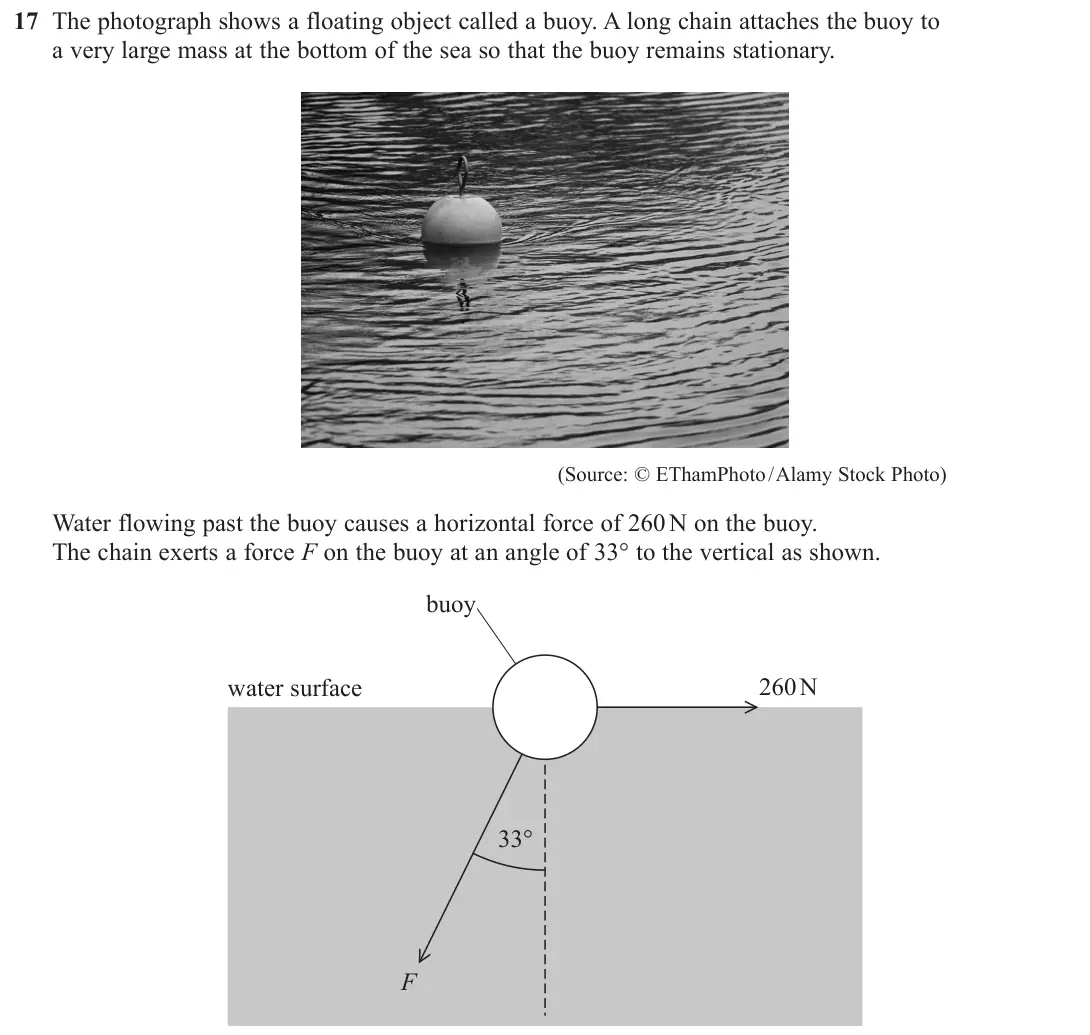 17 The photograph shows a floating object called a buoy. A long chain attaches the buoy to
a very large mass at the bottom of the sea so that the buoy remains stationary.
(Source: © EThamPhoto/Alamy Stock Photo)
Water flowing past the buoy causes a horizontal force of 260 N on the buoy.
The chain exerts a force F on the buoy at an angle of 33° to the vertical as shown.
buoy
water surface
260 N
33°
F